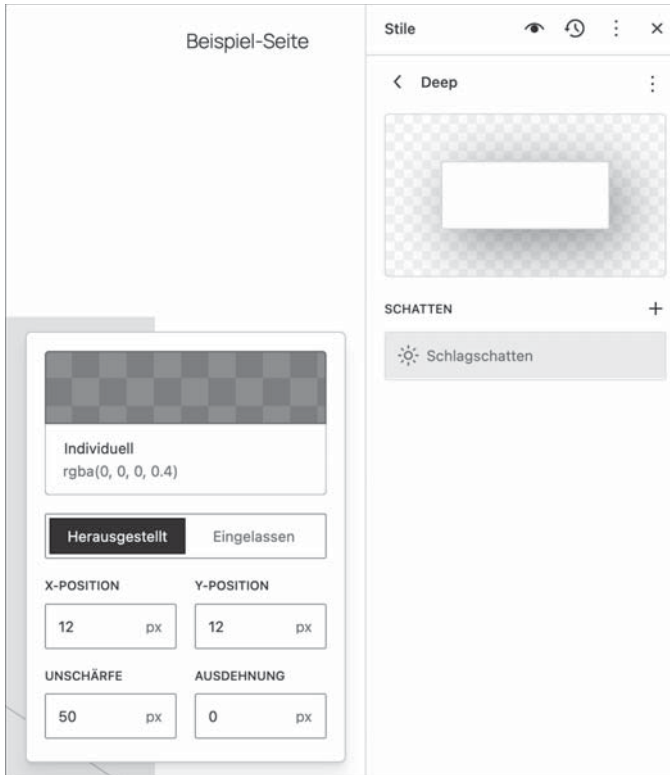 Beispiel-Seite
Stile
Deep
SCHATTEN
Schlagschatten
Individuell
rgba(0, 0, 0, 0.4)
Herausgestellt Eingelassen
X-POSITION Y-POSITION
12 px 12 px
UNSCHÄRFE AUSDEHNUNG
50 px 0 px